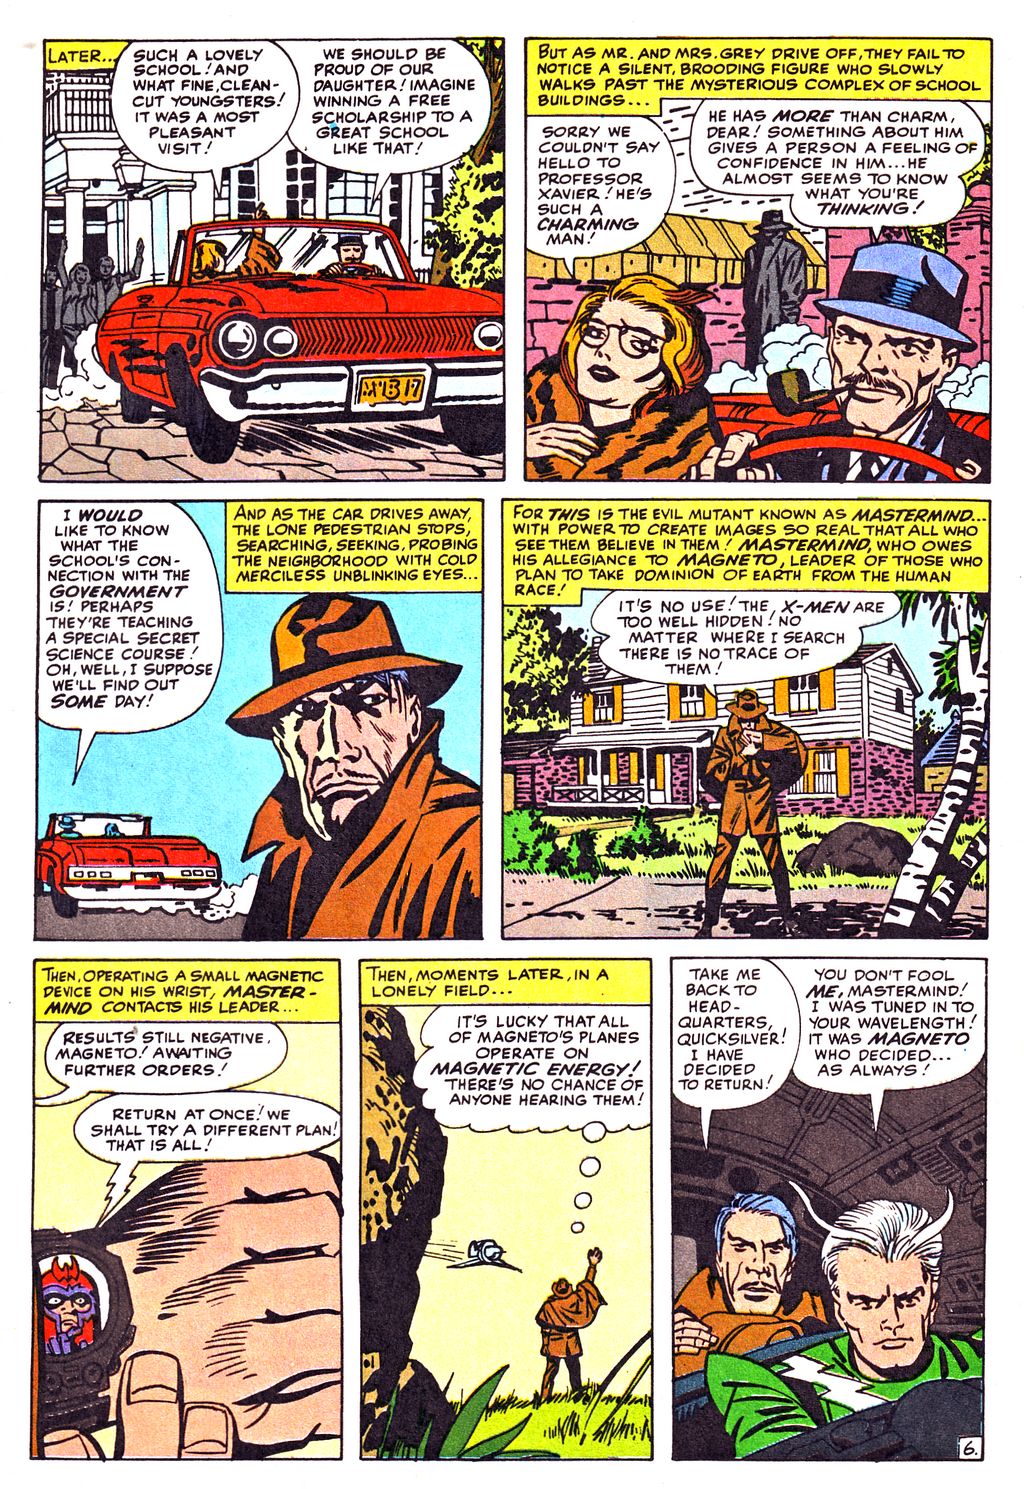 LATER...
SUCH A LOVELY
SCHOOL! AND
WHAT FINE, CLEAN-
CUT YOUNGSTERS!
IT WAS A MOST
PLEASANT
VISIT!
WE SHOULD BE
PROUD OF OUR
DAUGHTER! IMAGINE
WINNING A FREE
SCHOLARSHIP TO A
GREAT SCHOOL
LIKE THAT!
BUT AS MR. AND MRS. GREY DRIVE OFF, THEY FAIL TO
NOTICE A SILENT, BROODING FIGURE WHO SLOWLY
WALKS PAST THE MYSTERIOUS COMPLEX OF SCHOOL
BUILDINGS...
SORRY WE
COULDN'T SAY
HELLO TO
PROFESSOR
XAVIER! HE'S
SUCH A
CHARMING
MAN!
HE HAS MORE THAN CHARM,
DEAR! SOMETHING ABOUT HIM
GIVES A PERSON A FEELING OF
CONFIDENCE IN HIM... HE
ALMOST SEEMS TO KNOW
WHAT YOU'RE
THINKING!
I WOULD
LIKE TO KNOW
WHAT THE
SCHOOL'S CON-
NECTION WITH THE
GOVERNMENT
IS! PERHAPS
THEY'RE TEACHING
A SPECIAL SECRET
SCIENCE COURSE!
OH, WELL, I SUPPOSE
WE'LL FIND OUT
SOME DAY!
AND AS THE CAR DRIVES AWAY,
THE LONE PEDESTRIAN STOPS,
SEARCHING, SEEKING, PROBING
THE NEIGHBORHOOD WITH COLD
MERCILESS UNBLINKING EYES...
FOR THIS IS THE EVIL MUTANT KNOWN AS MASTERMIND...
WITH POWER TO CREATE IMAGES SO REAL THAT ALL WHO
SEE THEM BELIEVE IN THEM! MASTERMIND, WHO OWES
HIS ALLEGIANCE TO MAGNETO, LEADER OF THOSE WHO
PLAN TO TAKE DOMINION OF EARTH FROM THE HUMAN
RACE!
IT'S NO USE! THE X-MEN ARE
TOO WELL HIDDEN! NO
MATTER WHERE I SEARCH
THERE IS NO TRACE OF
THEM!
THEN, OPERATING A SMALL MAGNETIC
DEVICE ON HIS WRIST, MASTER-
MIND CONTACTS HIS LEADER...
RESULTS STILL NEGATIVE,
MAGNETO! AWAITING
FURTHER ORDERS!
RETURN AT ONCE! WE
SHALL TRY A DIFFERENT PLAN!
THAT IS ALL!
THEN, MOMENTS LATER, IN A
LONELY FIELD...
IT'S LUCKY THAT ALL
OF MAGNETO'S PLANES
OPERATE ON
MAGNETIC ENERGY!
THERE'S NO CHANCE OF
ANYONE HEARING THEM!
TAKE ME
BACK TO
HEAD-
QUARTERS,
QUICKSILVER!
I HAVE
DECIDED
TO RETURN!
YOU DON'T FOOL
ME, MASTERMIND!
I WAS TUNED IN TO
YOUR WAVELENGTH!
IT WAS MAGNETO
WHO DECIDED...
AS ALWAYS!
6.